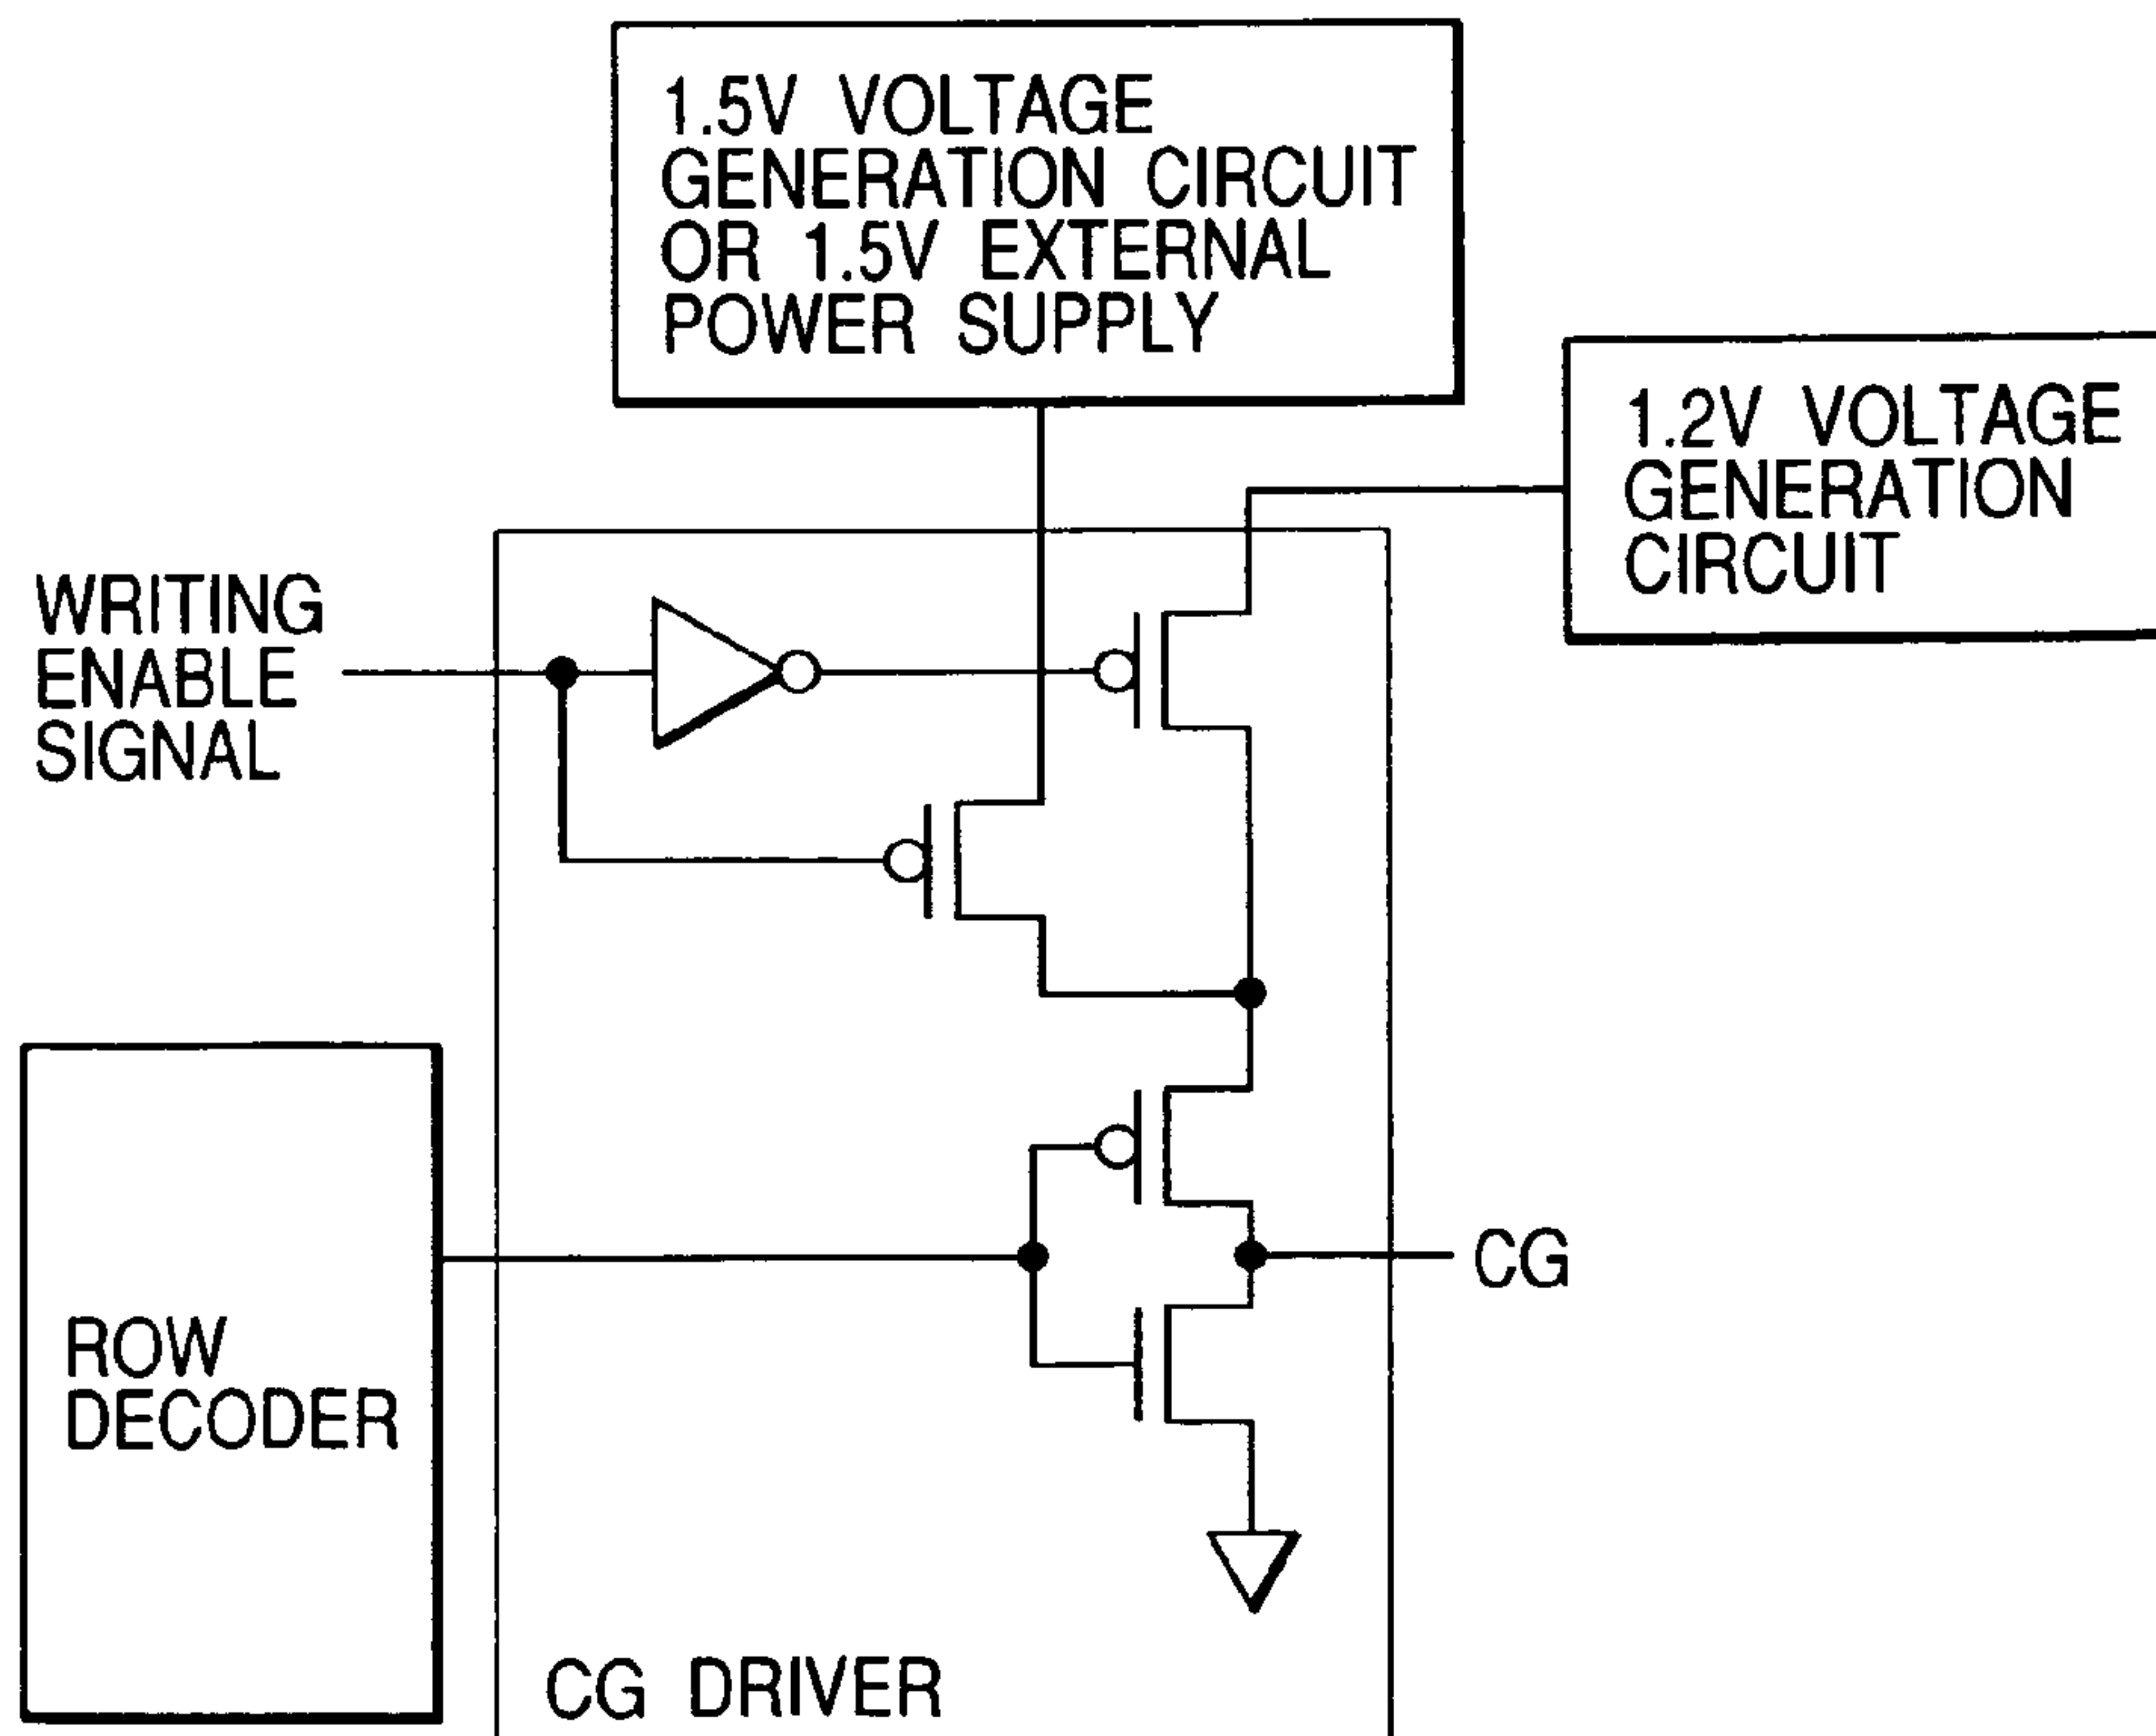 1.5V VOLTAGE
GENERATION CIRCUIT
OR 1.5V EXTERNAL
POWER SUPPLY
1.2V VOLTAGE
GENERATION
CIRCUIT
WRITING
ENABLE
SIGNAL
CG
ROW
DECODER
CG DRIVER